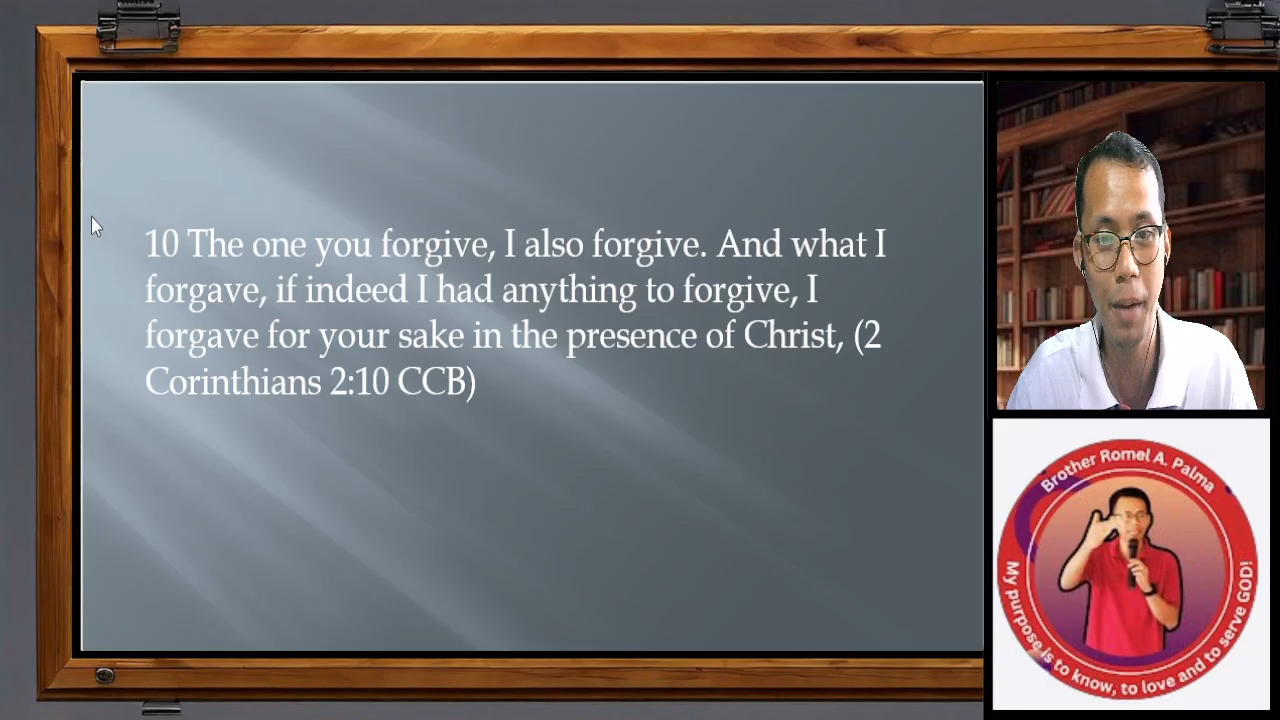 10 The one you forgive, I also forgive. And what I
forgave, if indeed I had anything to forgive, I
forgave for your sake in the presence of Christ, (2
Corinthians 2:10 CCB)
Brother Romel A. Palma
My purpose is to know, to love and to serve GOD!